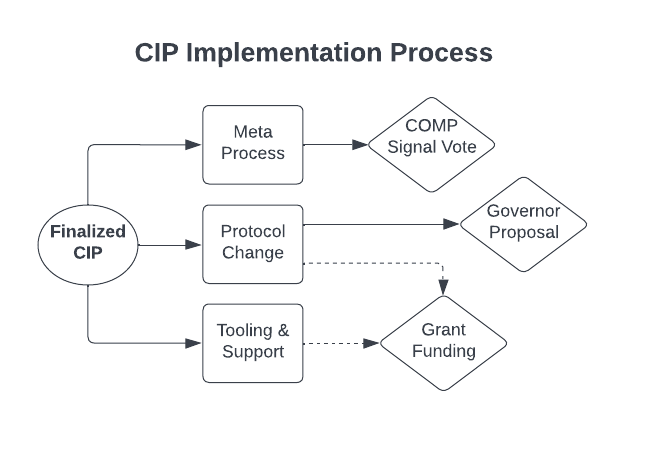 CIP Implementation Process
Meta
Process
COMP
Signal Vote
Finalized
CIP
Protocol
Change
Governor
Proposal
Tooling &
Support
Grant
Funding